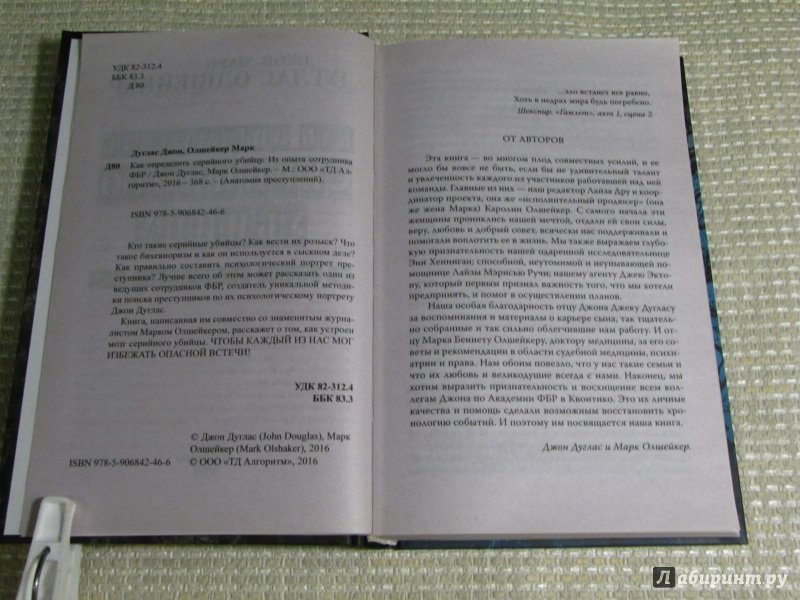 УДК 82-312.4
ББК 83.3
Д 80
Дуглас Джон, Олшейкер Марк
Д80 Как определить серийного убийцу. Из опыта сотрудника
ФБР / Джон Дуглас, Марк Олшейкер. – М.: ООО «ТД Ал-
горитм», 2016 – 368 с. – (Анатомия преступлений).
ISBN 978-5-906842-46-6
Кто такие серийные убийцы? Как вести их розыск? Что
такое бихевиоризм и как он используется в сыскном деле?
Как правильно составить психологический портрет пре-
ступника? Лучше всего об этом может рассказать один из
ведущих сотрудников ФБР, создатель уникальной методи-
ки поиска преступников по их психологическому портрету
Джон Дуглас.
Книга, написанная им совместно со знаменитым журна-
листом Марком Олшейкером, расскажет о том, как устроен
мозг серийного убийцы. ЧТОБЫ КАЖДЫЙ ИЗ НАС МОГ
ИЗБЕЖАТЬ ОПАСНОЙ ВСТРЕЧИ!
УДК 82-312.4
ББК 83.3
© Джон Дуглас (John Douglas), Марк
Олшейкер (Mark Olshaker), 2016
ISBN 978-5-906842-46-6 © ООО «ТД Алгоритм», 2016
...зло встанет все равно,
Хоть в недрах мира будь погребено.
Шекспир. «Гамлет», акт 1, сцена 2.
ОТ АВТОРОВ
Эта книга — во многом плод совместных усилий, и ее
могло бы вовсе не быть, если бы не удивительный талант
и увлеченность каждого из участников работавшей над ней
команды. Главные из них — наш редактор Лайза Дру и ко-
ординатор проекта, она же «исполнительный продюсер» (она
же жена Марка) Каролин Олшейкер. С самого начала эти
женщины прониклись нашей мечтой, отдали ей свои силы,
веру, любовь и добрый совет, всячески нас поддерживали и
помогали воплотить ее в жизнь. Мы также выражаем глубо-
кую признательность нашей одаренной исследовательнице
Энн Хенниган; способной, неутомимой и неунывающей по-
мощнице Лайзы Мэрисью Ручи; нашему агенту Джею Экто-
ну, который первым признал важность того, что мы хотели
предпринять, и помог в осуществлении планов.
Наша особая благодарность отцу Джона Джеку Дугласу
за воспоминания и материалы о карьере сына, так тщатель-
но собранные и так сильно облегчившие нам работу. И от-
цу Марка Беннету Олшейкеру, доктору медицины, за его со-
веты и рекомендации в области судебной медицины, психи-
атрии и права. Нам обоим повезло, что у нас такие семьи и
что их любовь и великодушие всегда с нами. Наконец, мы
хотим выразить признательность и восхищение всем кол-
легам Джона по Академии ФБР в Квонтико. Это их личные
качества и помощь сделали возможным восстановить хро-
нологию событий. И поэтому им посвящается наша книга.
Джон Дуглас и Марк Олшейкер.
Лабиринт.ру